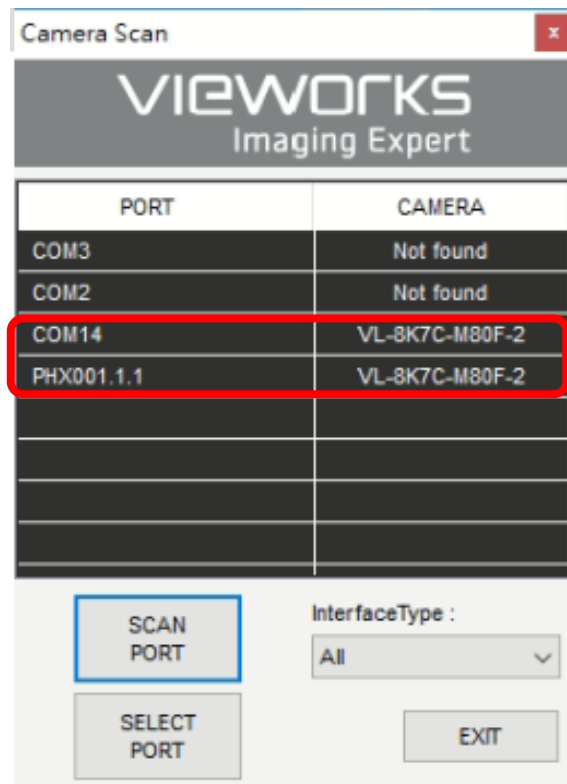 Camera Scan
x
VIEWORKS
Imaging Expert
PORT CAMERA
COM3 Not found
COM2 Not found
COM14 VL-8K7C-M80F-2
PHX001.1.1 VL-8K7C-M80F-2
SCAN
PORT
InterfaceType :
All
SELECT
PORT
EXIT